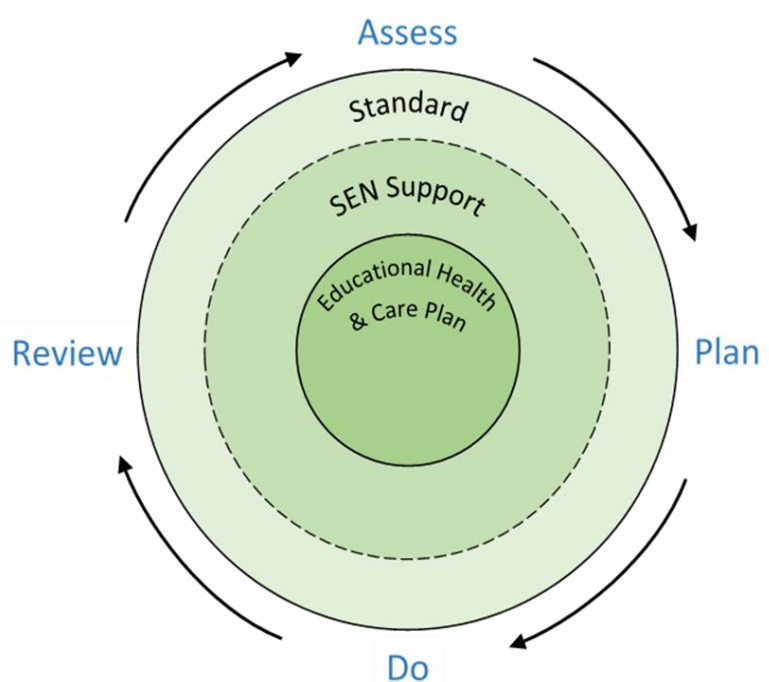 Assess
Standard
SEN Support
Educational Health
& Care Plan
Review
Plan
Do